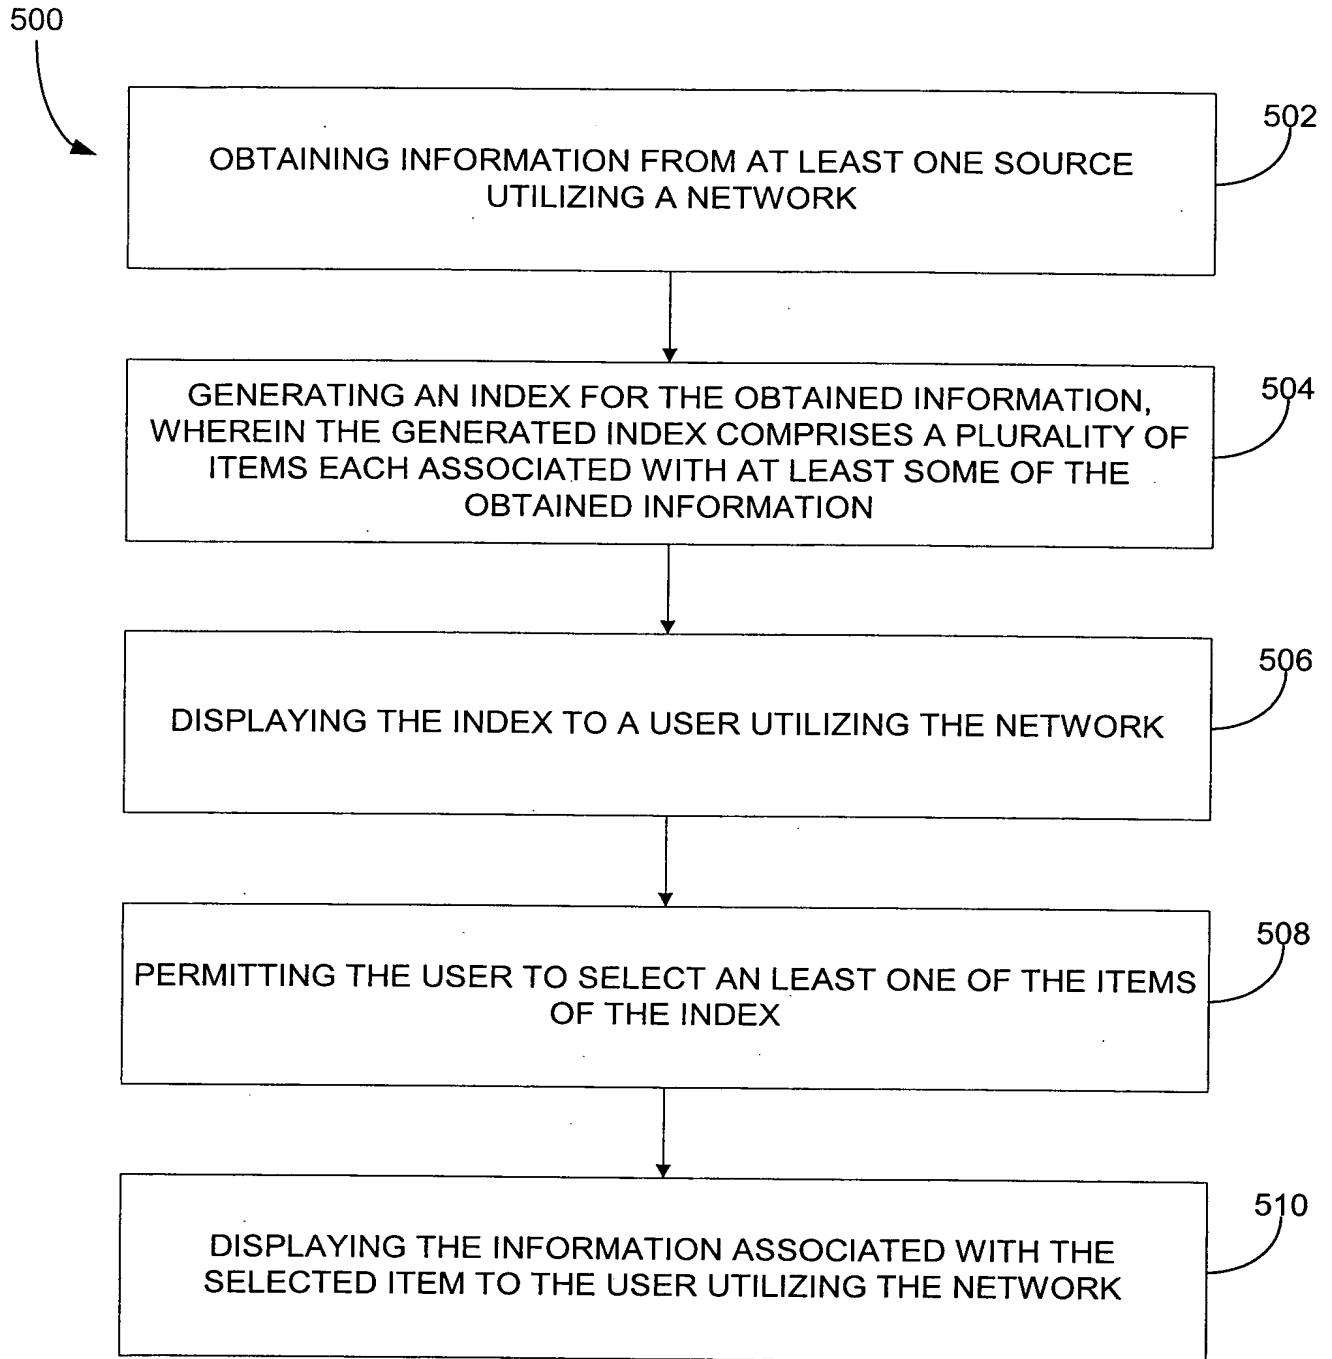 500
502
OBTAINING INFORMATION FROM AT LEAST ONE SOURCE
UTILIZING A NETWORK
504
GENERATING AN INDEX FOR THE OBTAINED INFORMATION,
WHEREIN THE GENERATED INDEX COMPRISES A PLURALITY OF
ITEMS EACH ASSOCIATED WITH AT LEAST SOME OF THE
OBTAINED INFORMATION
506
DISPLAYING THE INDEX TO A USER UTILIZING THE NETWORK
508
PERMITTING THE USER TO SELECT AN LEAST ONE OF THE ITEMS
OF THE INDEX
510
DISPLAYING THE INFORMATION ASSOCIATED WITH THE
SELECTED ITEM TO THE USER UTILIZING THE NETWORK